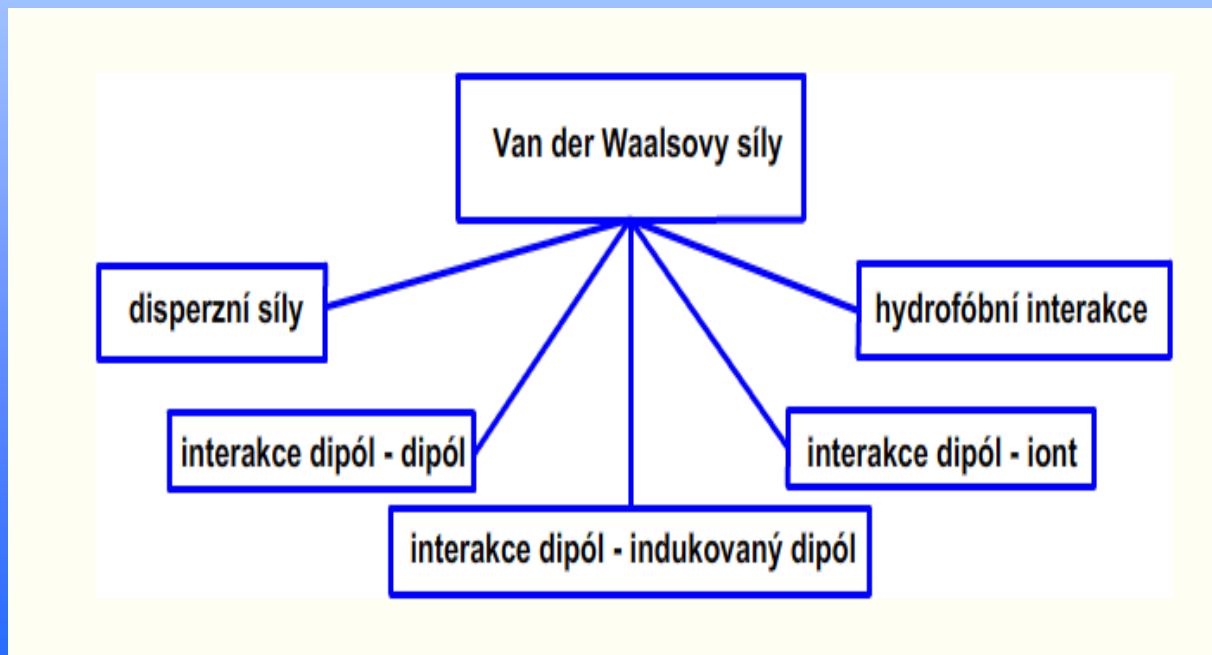 Van der Waalsovy síly
disperzní síly
hydrofóbní interakce
interakce dipól - dipól
interakce dipól - iont
interakce dipól - indukovaný dipól